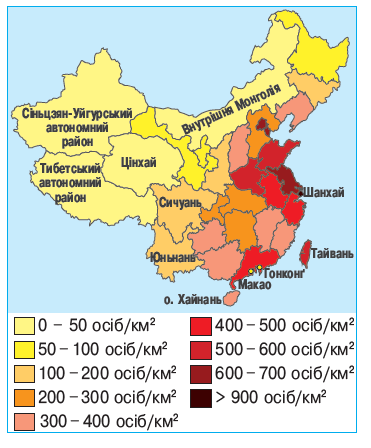 Внутрішня Монголія
Сіньцзян-Уйгурський
автономний
район
Цінхай
Тибетський
автономний
район
Сичуань
Шанхай
Юньнань
Тайвань
Гонконг
Макао
о. Хайнань
0 – 50 осіб/км²
50 – 100 осіб/км²
100 – 200 осіб/км²
200 – 300 осіб/км²
300 – 400 осіб/км²
400 – 500 осіб/км²
500 – 600 осіб/км²
600 – 700 осіб/км²
> 900 осіб/км²